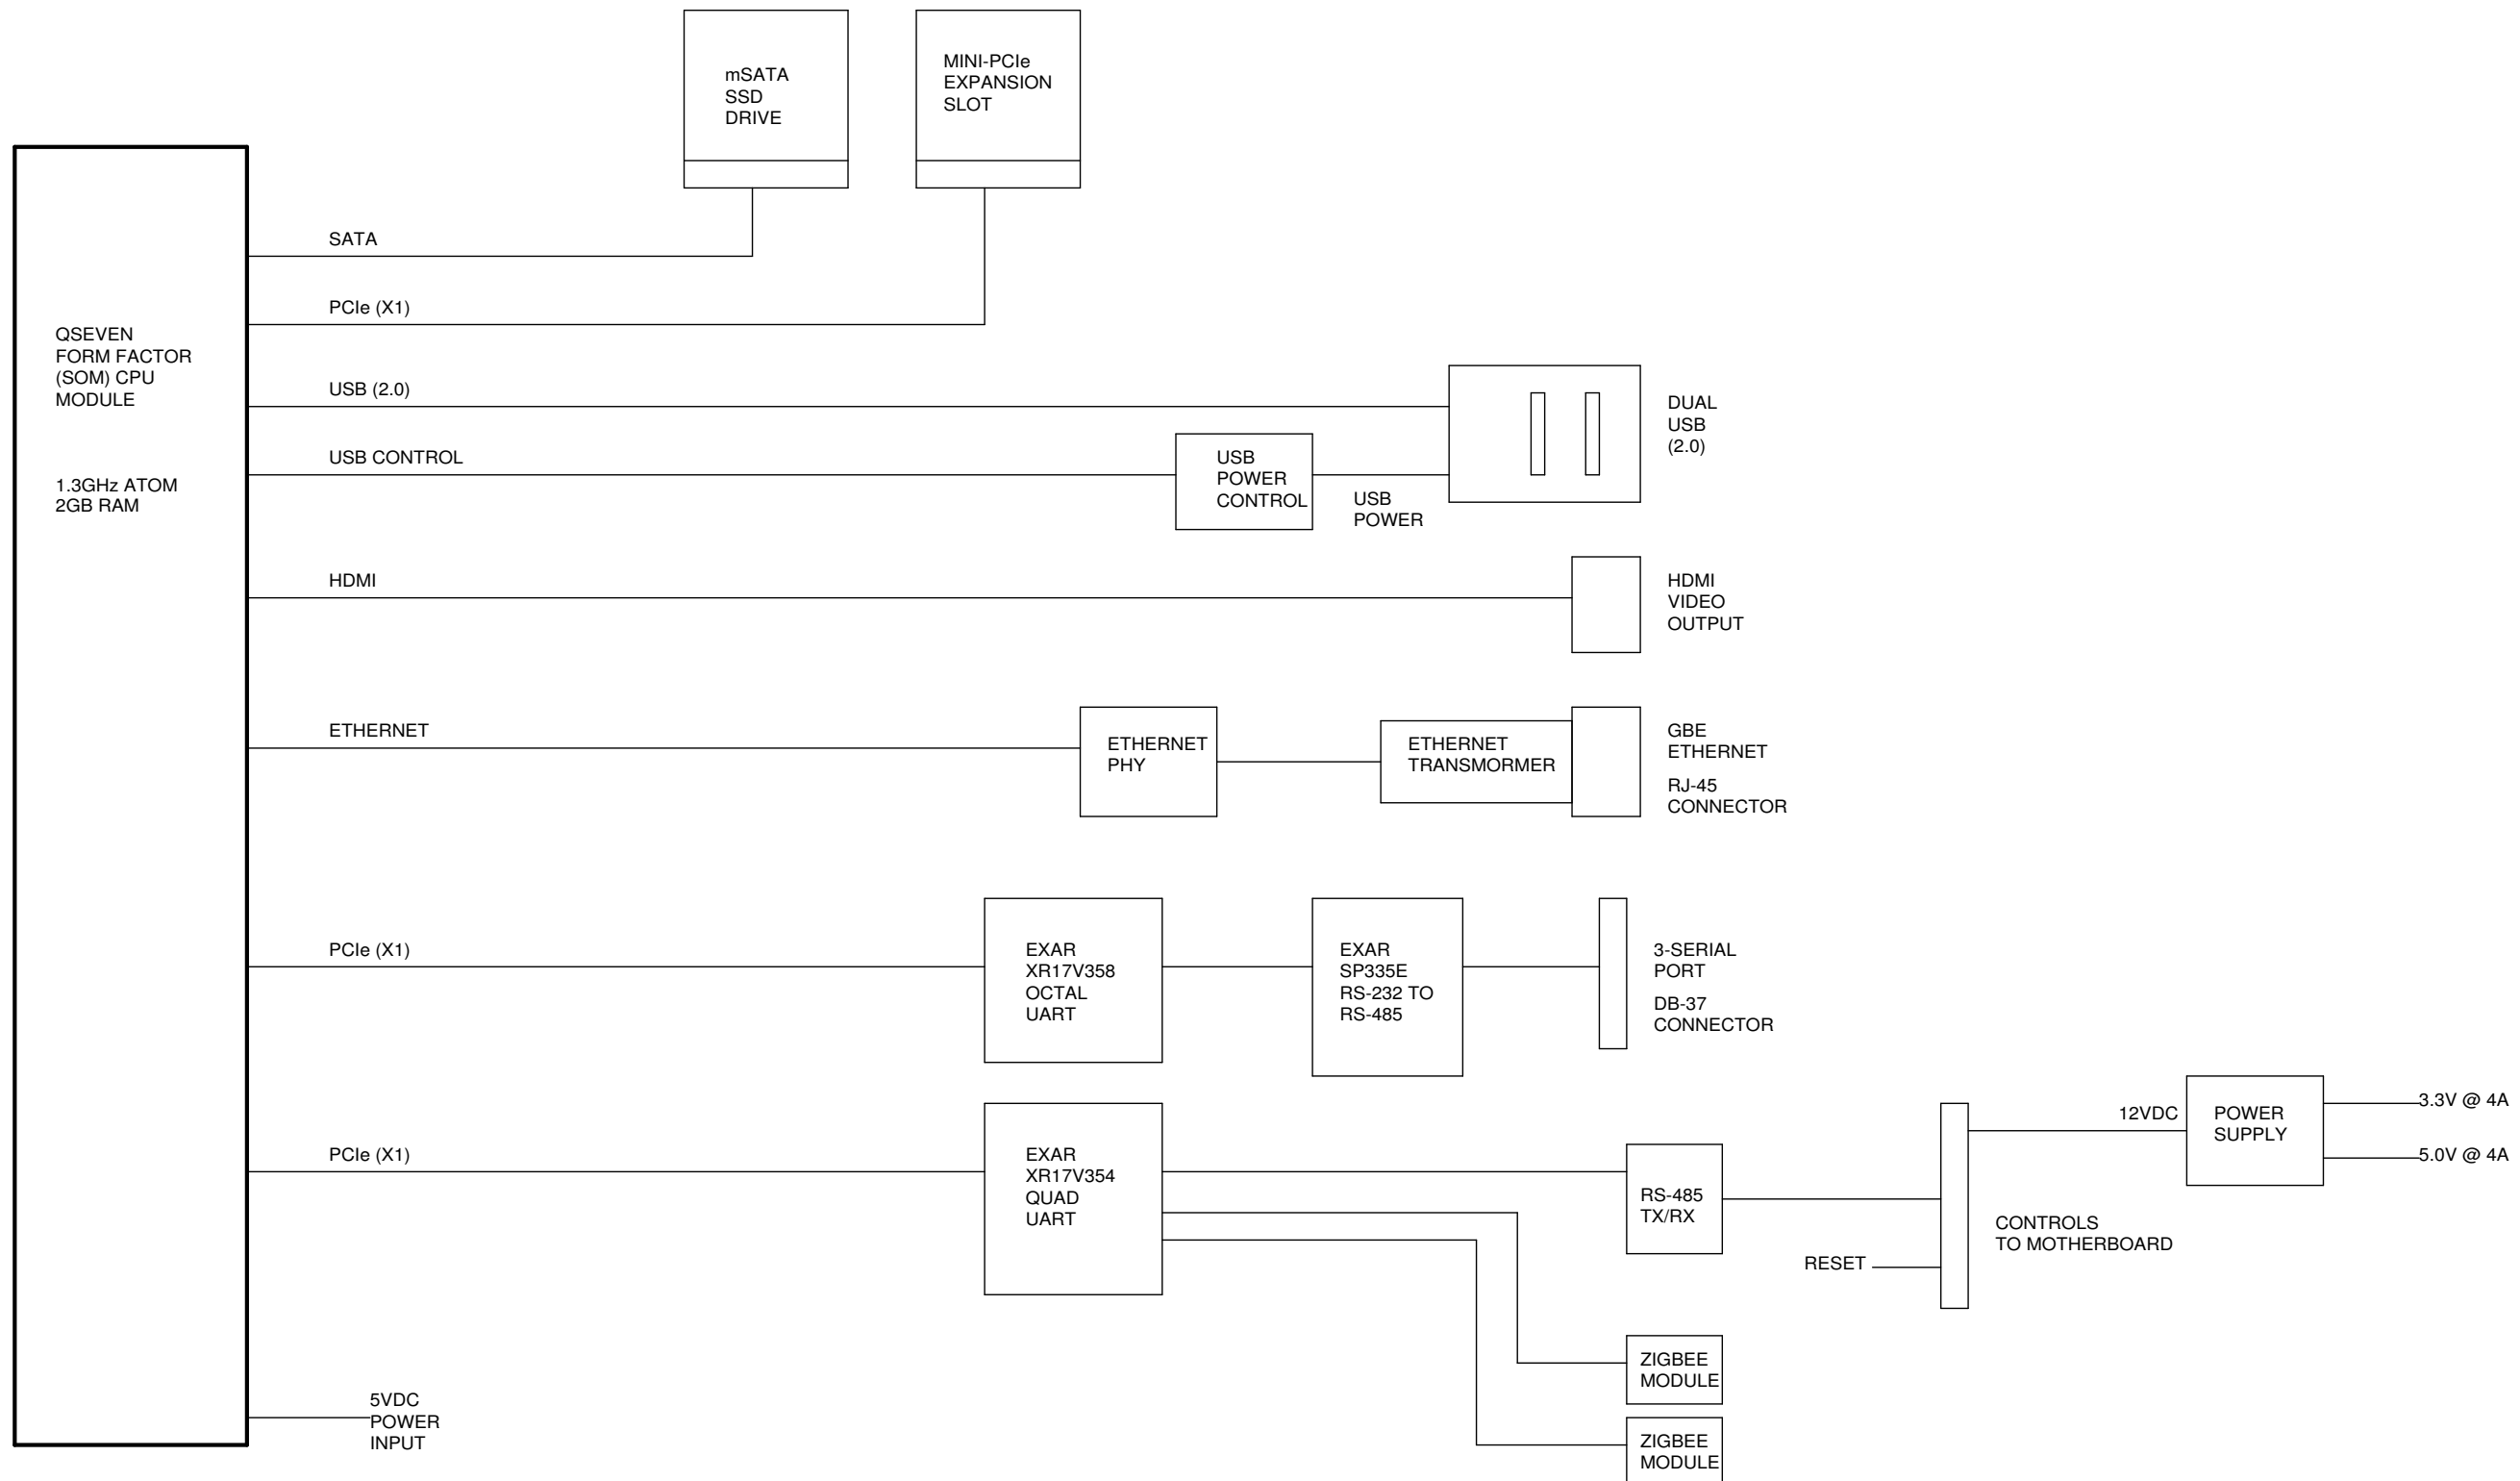 mSATA
SSD
DRIVE
MINI-PCIe
EXPANSION
SLOT
SATA
PCIe (X1)
QSEVEN
FORM FACTOR
(SOM) CPU
MODULE
1.3GHz ATOM
2GB RAM
USB (2.0)
DUAL
USB
(2.0)
USB CONTROL
USB
POWER
CONTROL
USB
POWER
HDMI
HDMI
VIDEO
OUTPUT
ETHERNET
ETHERNET
PHY
ETHERNET
TRANSMORMER
GBE
ETHERNET
RJ-45
CONNECTOR
PCIe (X1)
EXAR
XR17V358
OCTAL
UART
EXAR
SP335E
RS-232 TO
RS-485
3-SERIAL
PORT
DB-37
CONNECTOR
PCIe (X1)
EXAR
XR17V354
QUAD
UART
RS-485
TX/RX
RESET
CONTROLS
TO MOTHERBOARD
12VDC
POWER
SUPPLY
3.3V @ 4A
5.0V @ 4A
ZIGBEE
MODULE
ZIGBEE
MODULE
5VDC
POWER
INPUT